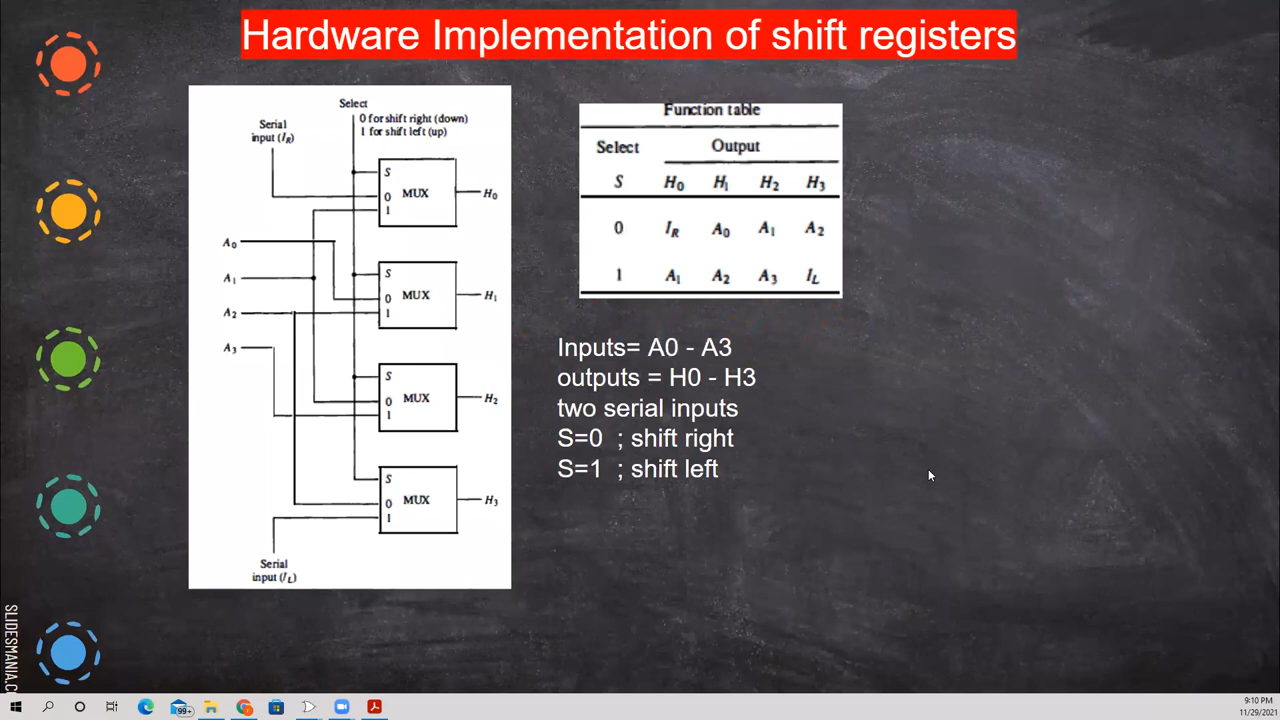 Hardware Implementation of shift registers
Select
0 for shift right (down)
1 for shift left (up)
Serial
input (I_R)
S
MUX
0
1
H₀
A₀
A₁
S
MUX
0
1
H₁
A₂
A₃
S
MUX
0
1
H₂
S
MUX
0
1
H₃
Serial
input (I_L)
Function table
Select Output
S H₀ H₁ H₂ H₃
0 I_R A₀ A₁ A₂
1 A₁ A₂ A₃ I_L
Inputs= A0 - A3
outputs = H0 - H3
two serial inputs
S=0 ; shift right
S=1 ; shift left
SLIDESMANIA.C
99+
9:10 PM
11/29/2021